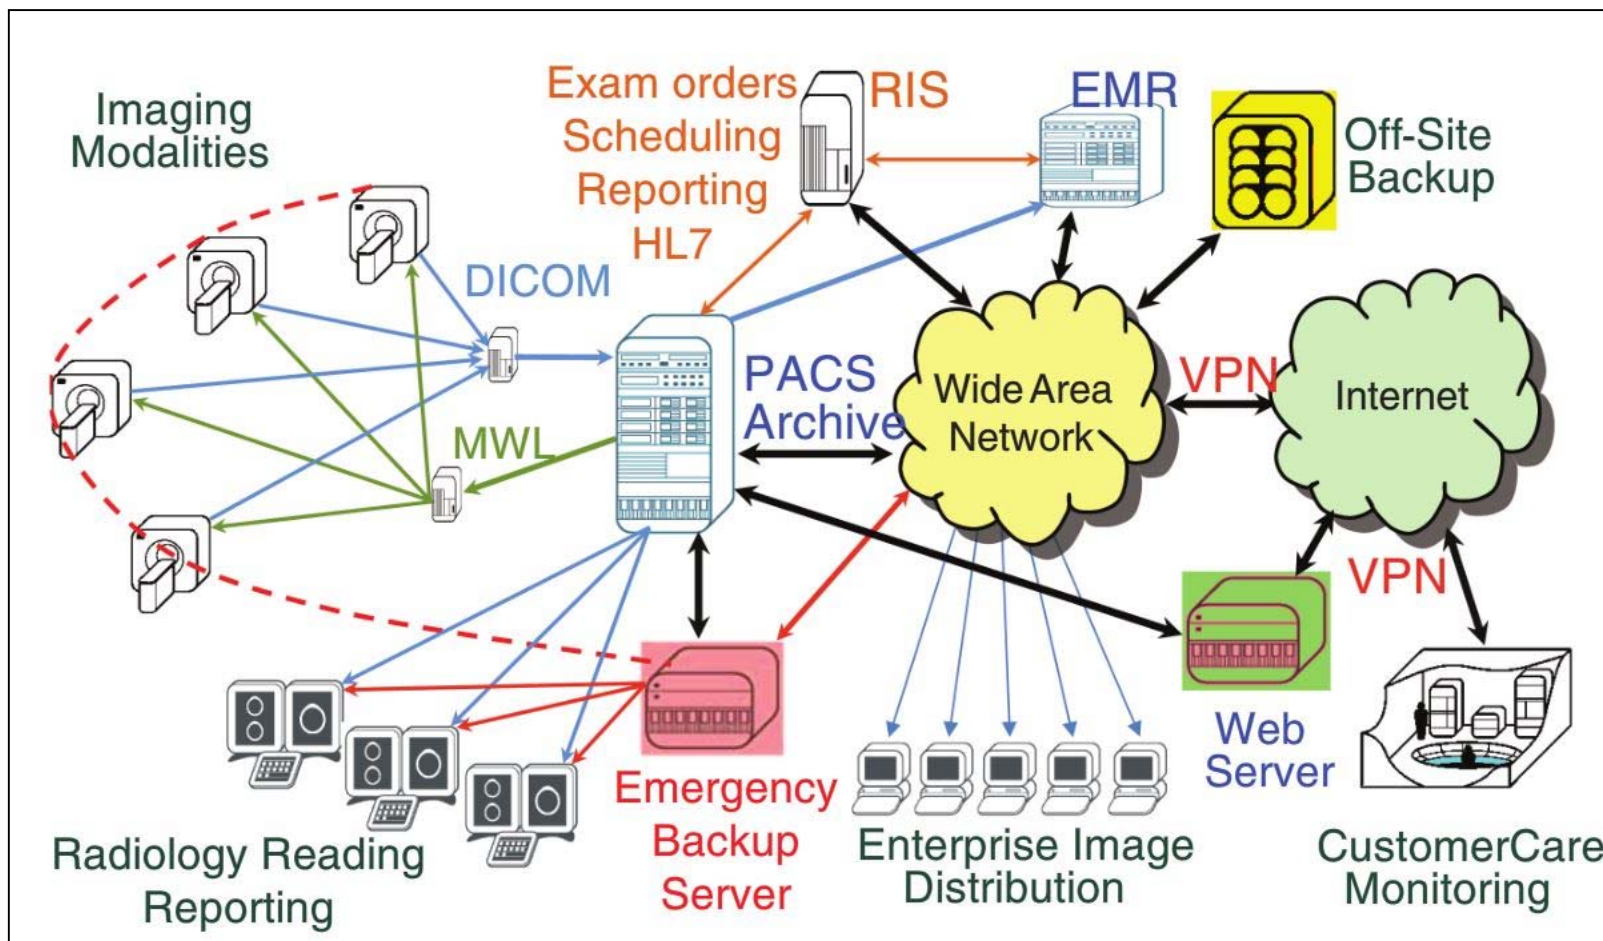 Imaging
Modalities
Exam orders
Scheduling
Reporting
HL7
RIS
EMR
Off-Site
Backup
DICOM
MWL
PACS
Archive
Wide Area
Network
VPN
Internet
VPN
Radiology Reading
Reporting
Emergency
Backup
Server
Enterprise Image
Distribution
Web
Server
CustomerCare
Monitoring